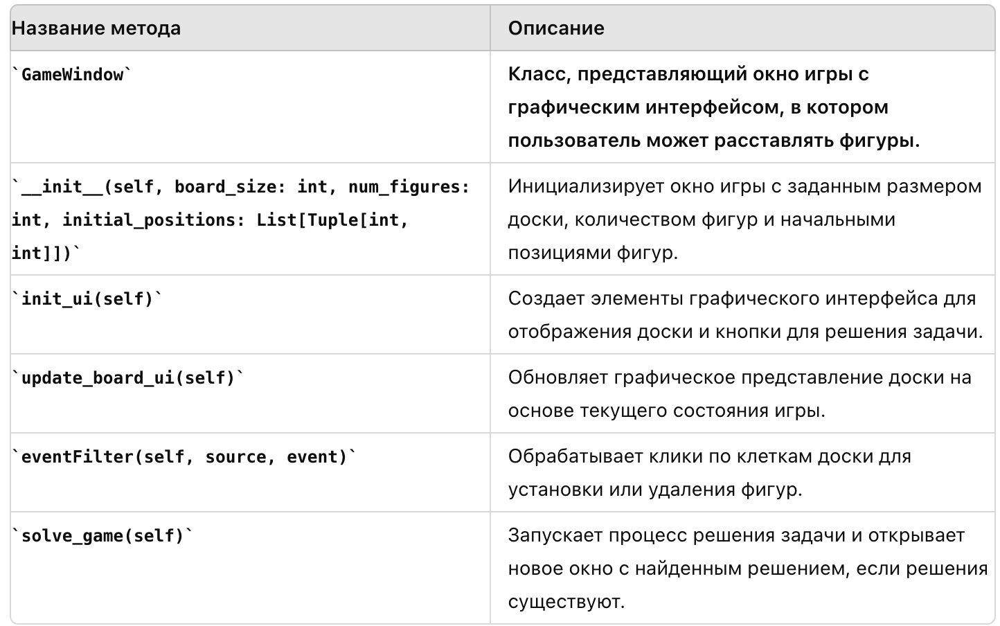 Название метода
Описание
`GameWindow`
Класс, представляющий окно игры с
графическим интерфейсом, в котором
пользователь может расставлять фигуры.
`__init__(self, board_size: int, num_figures:
int, initial_positions: List[Tuple[int,
int]])`
Инициализирует окно игры с заданным размером
доски, количеством фигур и начальными
позициями фигур.
`init_ui(self)`
Создает элементы графического интерфейса для
отображения доски и кнопки для решения задачи.
`update_board_ui(self)`
Обновляет графическое представление доски на
основе текущего состояния игры.
`eventFilter(self, source, event)`
Обрабатывает клики по клеткам доски для
установки или удаления фигур.
`solve_game(self)`
Запускает процесс решения задачи и открывает
новое окно с найденным решением, если решения
существуют.